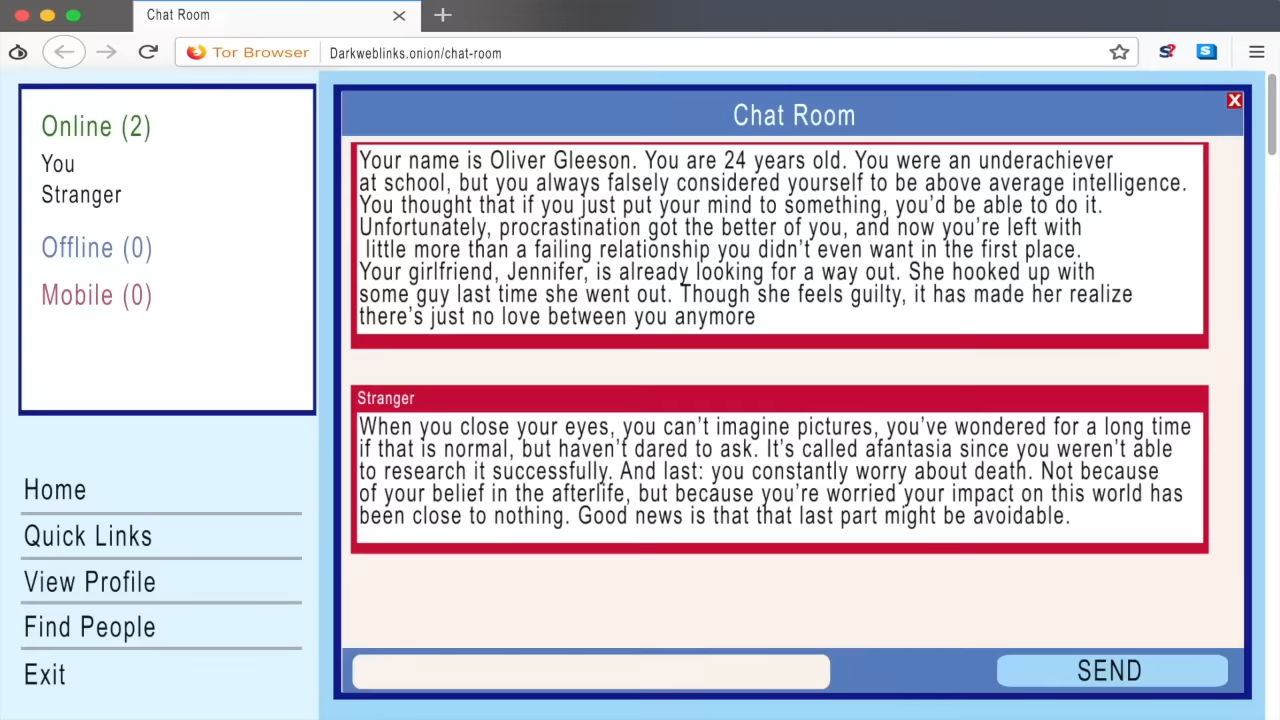 Chat Room
Tor Browser
Darkweblinks.onion/chat-room
S?
S
Online (2)
You
Stranger
Offline (0)
Mobile (0)
Home
Quick Links
View Profile
Find People
Exit
Chat Room
X
Your name is Oliver Gleeson. You are 24 years old. You were an underachiever
at school, but you always falsely considered yourself to be above average intelligence.
You thought that if you just put your mind to something, you'd be able to do it.
Unfortunately, procrastination got the better of you, and now you're left with
little more than a failing relationship you didn't even want in the first place.
Your girlfriend, Jennifer, is already looking for a way out. She hooked up with
some guy last time she went out. Though she feels guilty, it has made her realize
there's just no love between you anymore
Stranger
When you close your eyes, you can't imagine pictures, you've wondered for a long time
if that is normal, but haven't dared to ask. It's called afantasia since you weren't able
to research it successfully. And last: you constantly worry about death. Not because
of your belief in the afterlife, but because you're worried your impact on this world has
been close to nothing. Good news is that that last part might be avoidable.
SEND